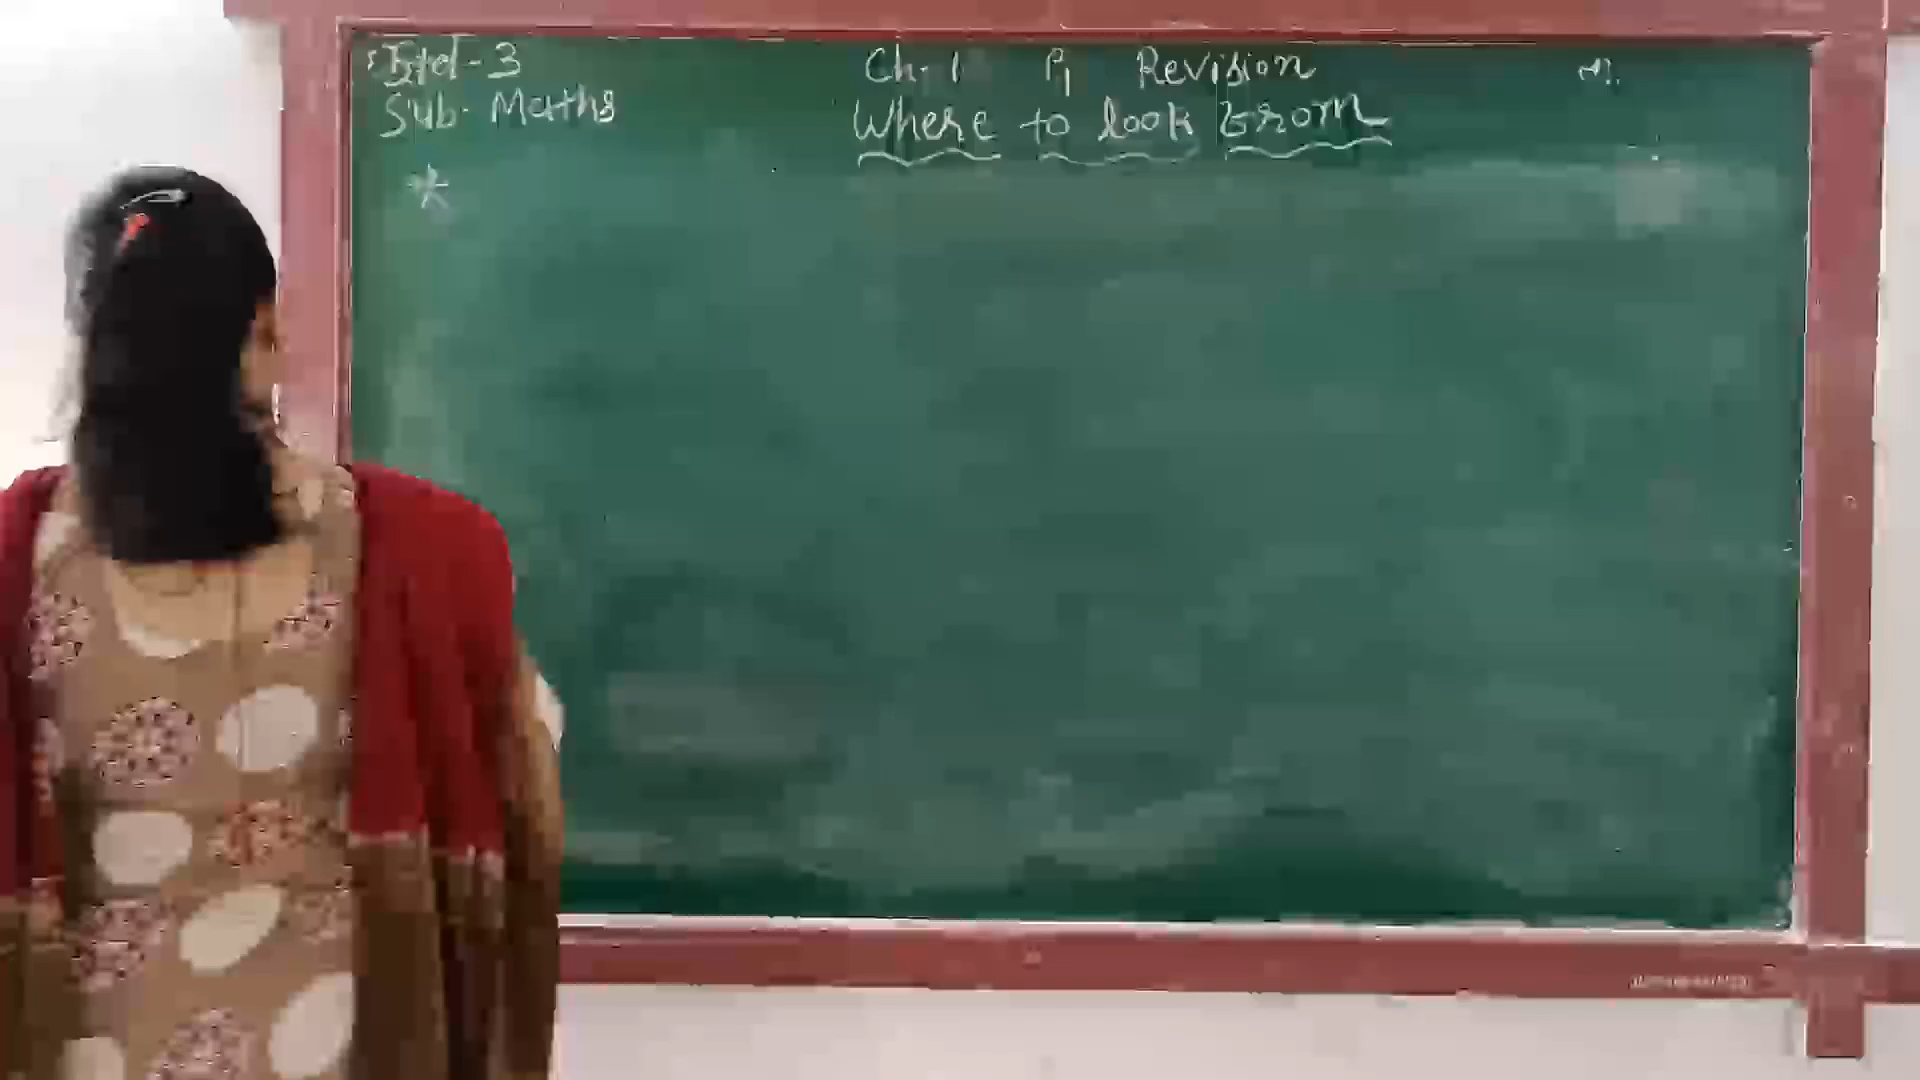 Std-3 Ch-1 P1 Revision
Sub- Maths Where to look From
*